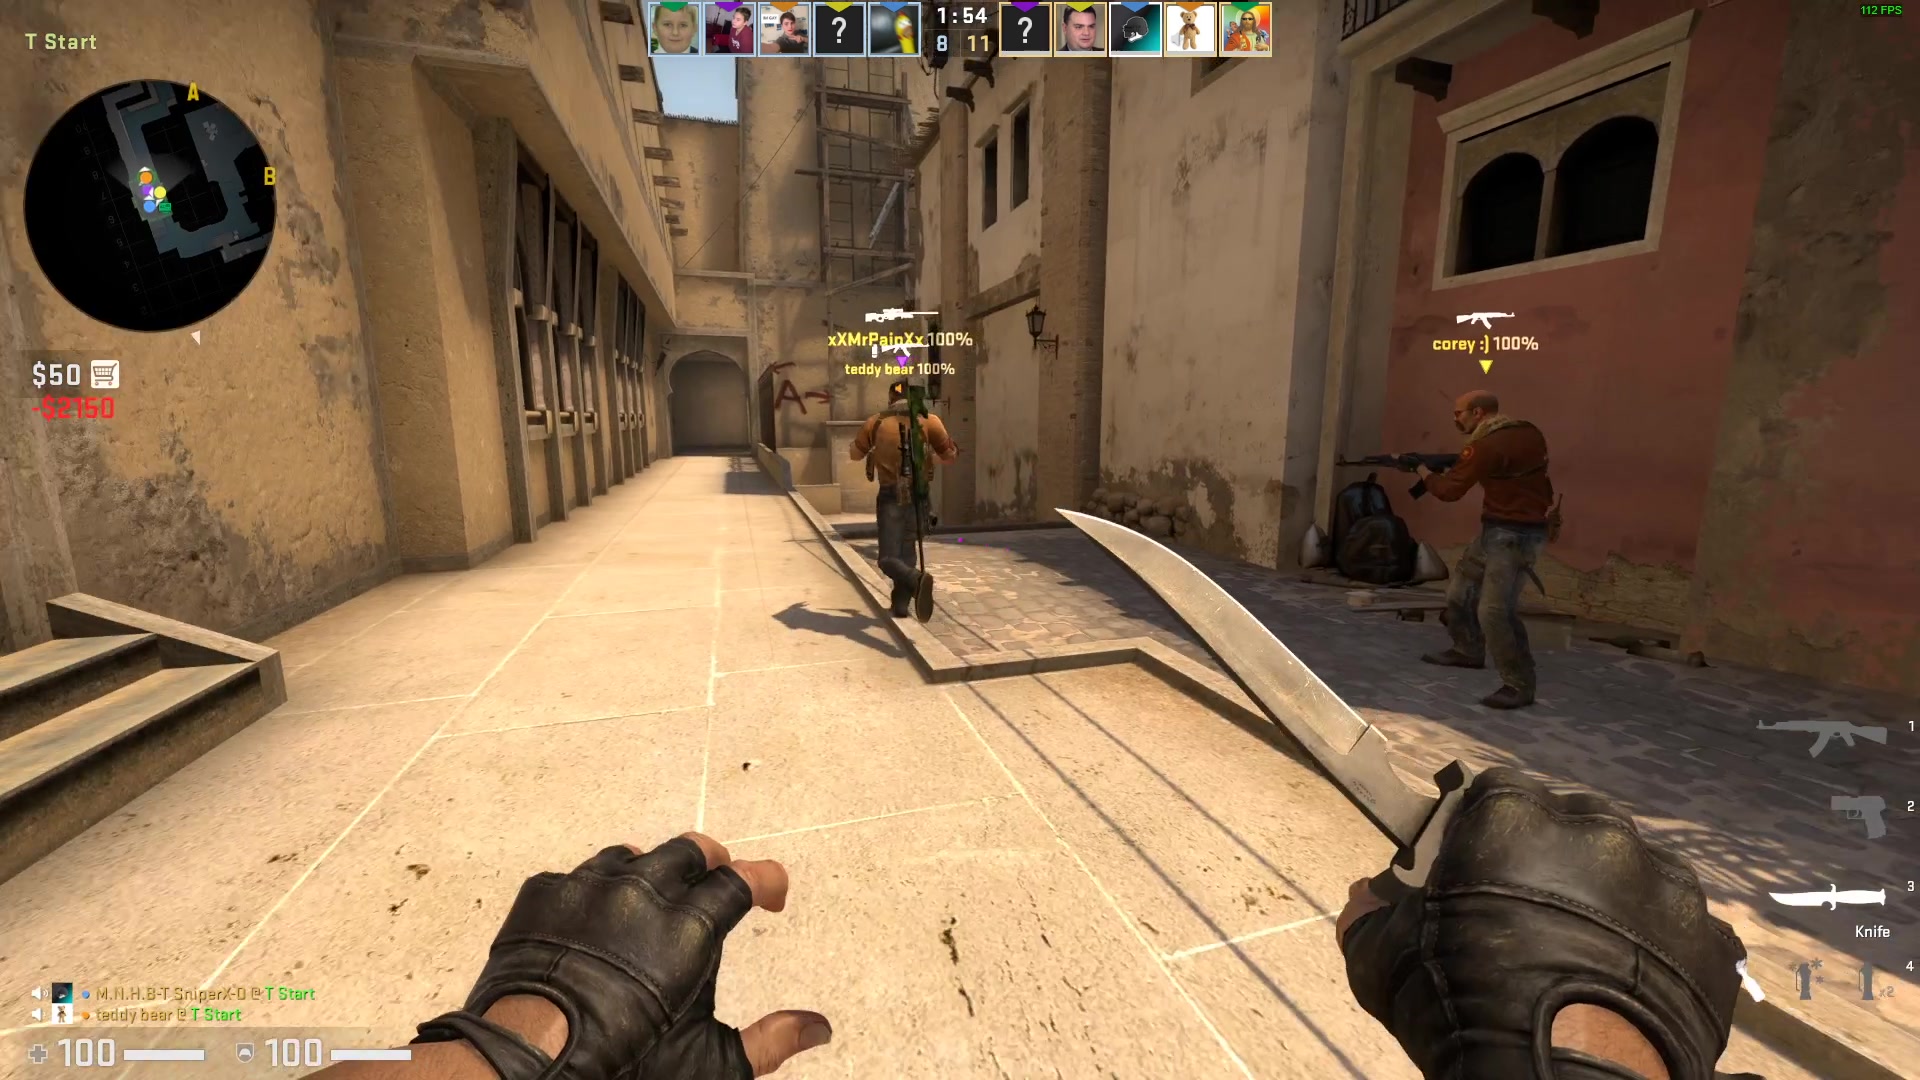 112 FPS
T Start
1:54
8 11
? ?
A
B
$50
-$2150
xXMrPainXx 100%
teddy bear 100%
corey :) 100%
A
1
2
3
Knife
4
x2
M.N.H.B-T SniperX-D @ T Start
teddy bear @ T Start
100 100